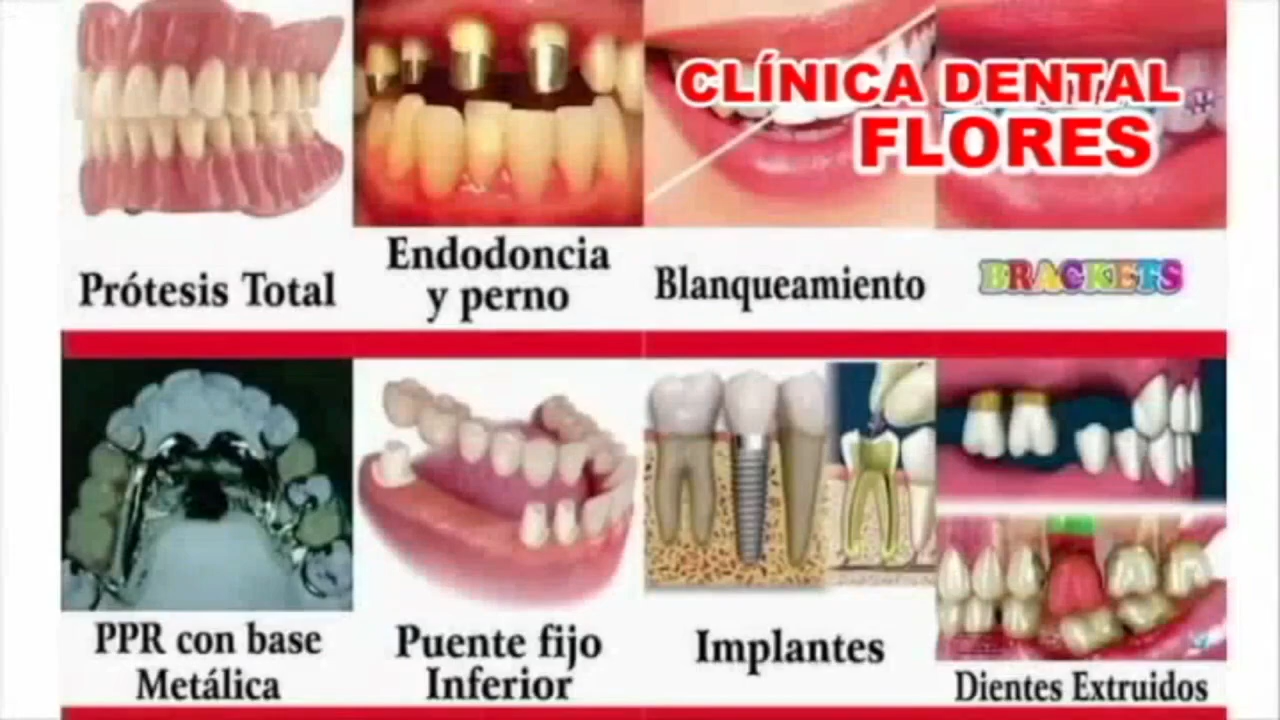 CLÍNICA DENTAL
FLORES
Prótesis Total
Endodoncia
y perno
Blanqueamiento
BRACKETS
PPR con base
Metálica
Puente fijo
Inferior
Implantes
Dientes Extruidos